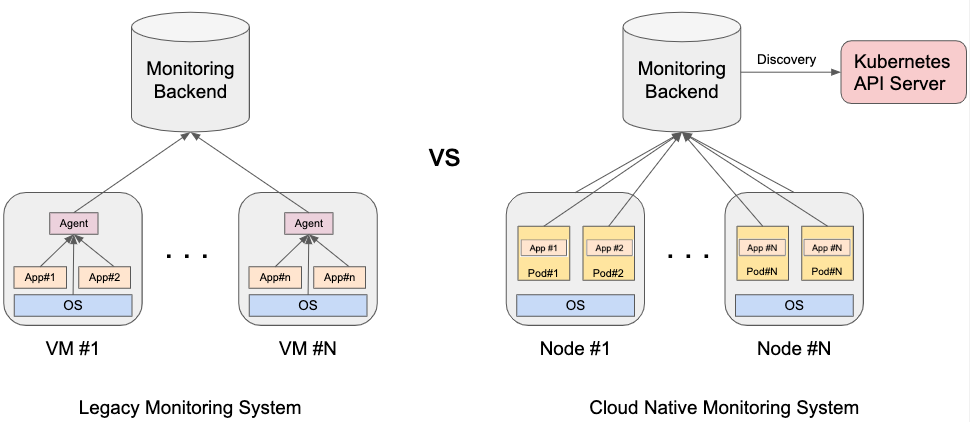 Monitoring
Backend
Agent
App#1
App#2
OS
VM #1
. . .
Agent
App#n
App#n
OS
VM #N
Legacy Monitoring System
VS
Monitoring
Backend
Discovery
Kubernetes
API Server
App #1
Pod#1
App #2
Pod#2
OS
Node #1
. . .
App #N
Pod#N
App #N
Pod#N
OS
Node #N
Cloud Native Monitoring System